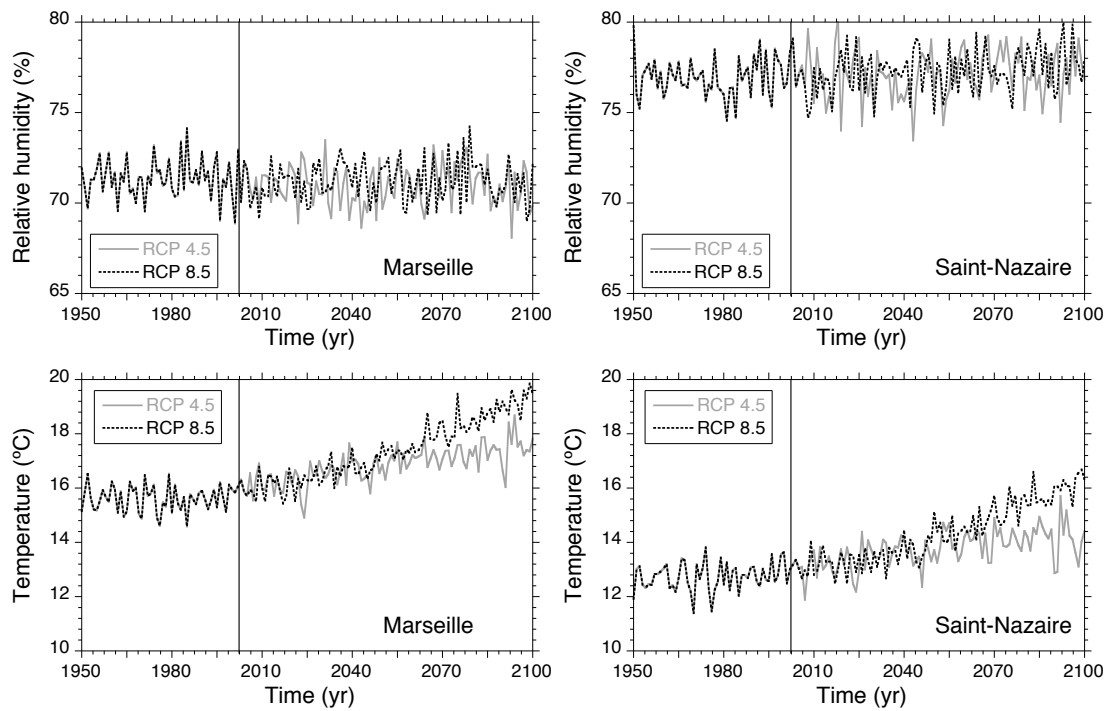 80
75
70
65
Relative humidity (%)
RCP 4.5
RCP 8.5
Marseille
1950 1980 2010 2040 2070 2100
Time (yr)
80
75
70
65
Relative humidity (%)
RCP 4.5
RCP 8.5
Saint-Nazaire
1950 1980 2010 2040 2070 2100
Time (yr)
20
18
16
14
12
10
Temperature (ºC)
RCP 4.5
RCP 8.5
Marseille
1950 1980 2010 2040 2070 2100
Time (yr)
20
18
16
14
12
10
Temperature (ºC)
RCP 4.5
RCP 8.5
Saint-Nazaire
1950 1980 2010 2040 2070 2100
Time (yr)